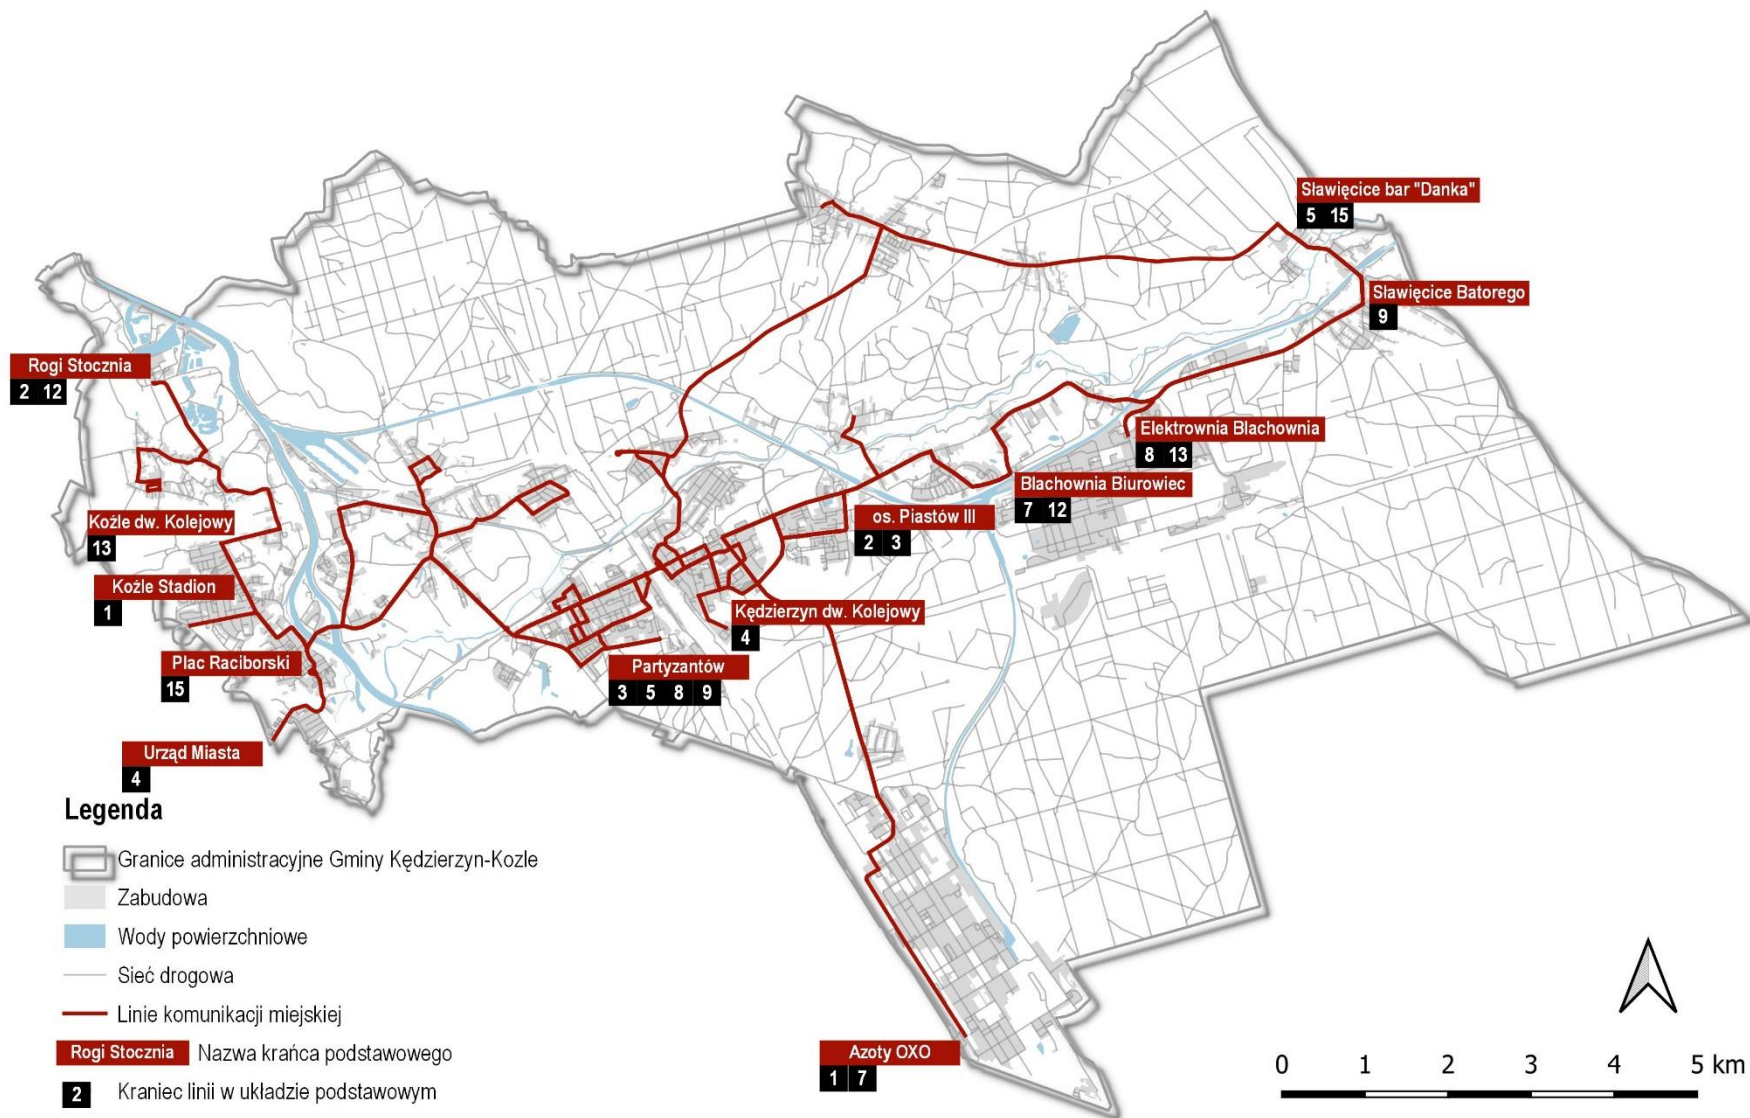 Sławięcice bar "Danka"
5 15
Sławięcice Batorego
9
Rogi Stocznia
2 12
Elektrownia Blachownia
8 13
Blachownia Biurowiec
7 12
os. Piastów III
2 3
Koźle dw. Kolejowy
13
Koźle Stadion
1
Kędzierzyn dw. Kolejowy
4
Plac Raciborski
15
Partyzantów
3 5 8 9
Urząd Miasta
4
Legenda
Granice administracyjne Gminy Kędzierzyn-Kozle
Zabudowa
Wody powierzchniowe
Sieć drogowa
Linie komunikacji miejskiej
Rogi Stocznia Nazwa krańca podstawowego
2 Kraniec linii w układzie podstawowym
Azoty OXO
1 7
0 1 2 3 4 5 km